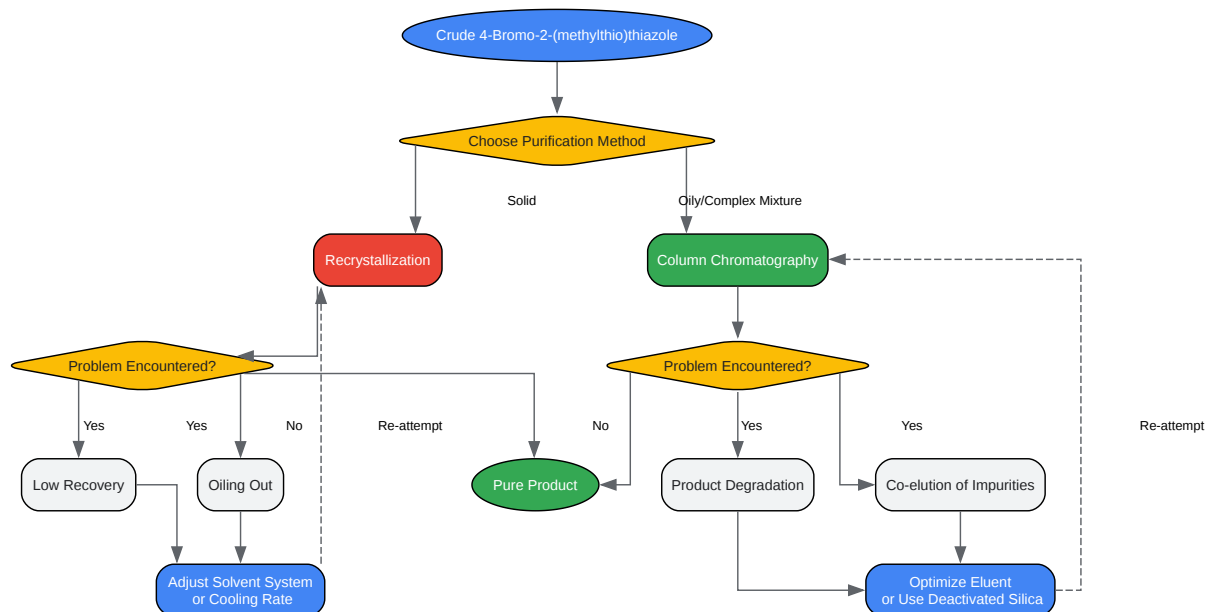 Crude 4-Bromo-2-(methylthio)thiazole
Choose Purification Method
Solid
Oily/Complex Mixture
Recrystallization
Column Chromatography
Problem Encountered?
Problem Encountered?
Yes
Yes
No
Re-attempt
No
Yes
Yes
Re-attempt
Low Recovery
Oiling Out
Pure Product
Product Degradation
Co-elution of Impurities
Adjust Solvent System
or Cooling Rate
Optimize Eluent
or Use Deactivated Silica